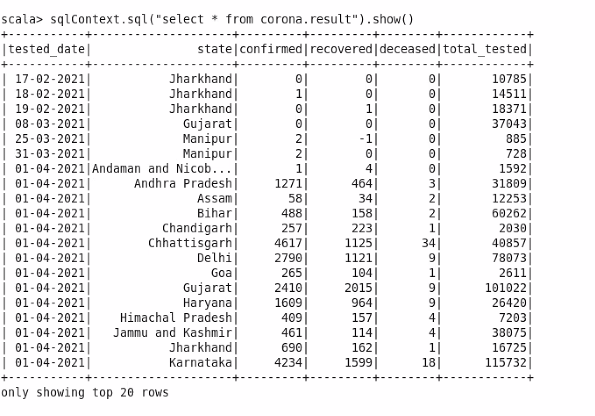 scala> sqlContext.sql("select * from corona.result").show()
+-----------+--------------------+---------+---------+--------+------------+
|tested_date|               state|confirmed|recovered|deceased|total_tested|
+-----------+--------------------+---------+---------+--------+------------+
| 17-02-2021|           Jharkhand|        0|        0|       0|       10785|
| 18-02-2021|           Jharkhand|        1|        0|       0|       14511|
| 19-02-2021|           Jharkhand|        0|        1|       0|       18371|
| 08-03-2021|             Gujarat|        0|        0|       0|       37043|
| 25-03-2021|             Manipur|        2|       -1|       0|         885|
| 31-03-2021|             Manipur|        2|        0|       0|         728|
| 01-04-2021|Andaman and Nicob...|        1|        4|       0|        1592|
| 01-04-2021|      Andhra Pradesh|     1271|      464|       3|       31809|
| 01-04-2021|               Assam|       58|       34|       2|       12253|
| 01-04-2021|               Bihar|      488|      158|       2|       60262|
| 01-04-2021|          Chandigarh|      257|      223|       1|        2030|
| 01-04-2021|        Chhattisgarh|     4617|     1125|      34|       40857|
| 01-04-2021|               Delhi|     2790|     1121|       9|       78073|
| 01-04-2021|                 Goa|      265|      104|       1|        2611|
| 01-04-2021|             Gujarat|     2410|     2015|       9|      101022|
| 01-04-2021|             Haryana|     1609|      964|       9|       26420|
| 01-04-2021|    Himachal Pradesh|      409|      157|       4|        7203|
| 01-04-2021|   Jammu and Kashmir|      461|      114|       4|       38075|
| 01-04-2021|           Jharkhand|      690|      162|       1|       16725|
| 01-04-2021|           Karnataka|     4234|     1599|      18|      115732|
+-----------+--------------------+---------+---------+--------+------------+
only showing top 20 rows